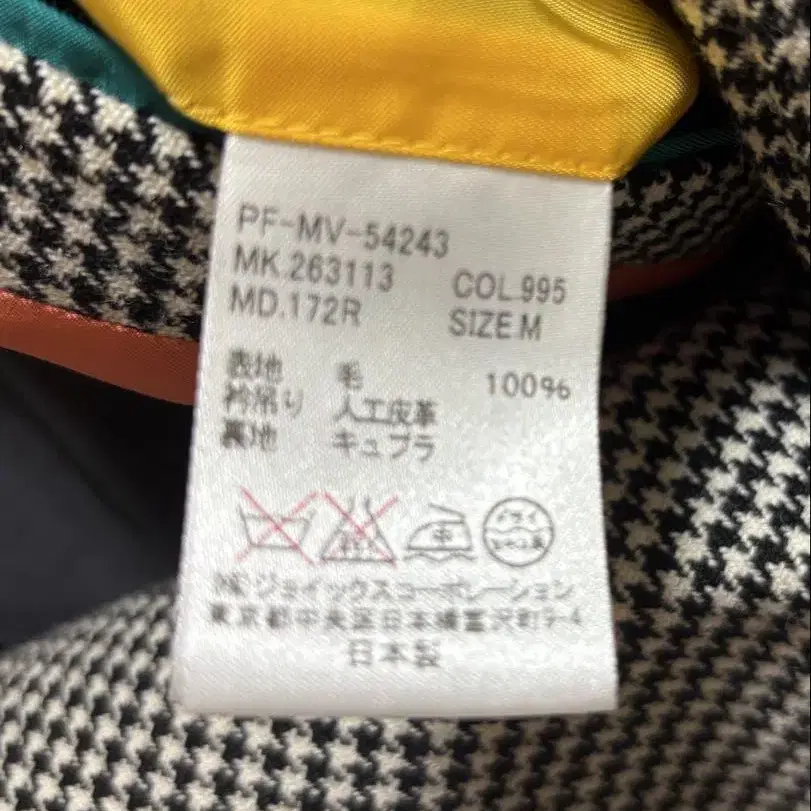 PF-MV-54243
MK.263113 COL.995
MD.172R SIZE.M
表地 毛 100%
衿吊り 人工皮革
裏地 キュプラ
中
ドライ
㈱ジョイックスコーポレーション
東京都中央区日本橋富沢町9-4
日本製